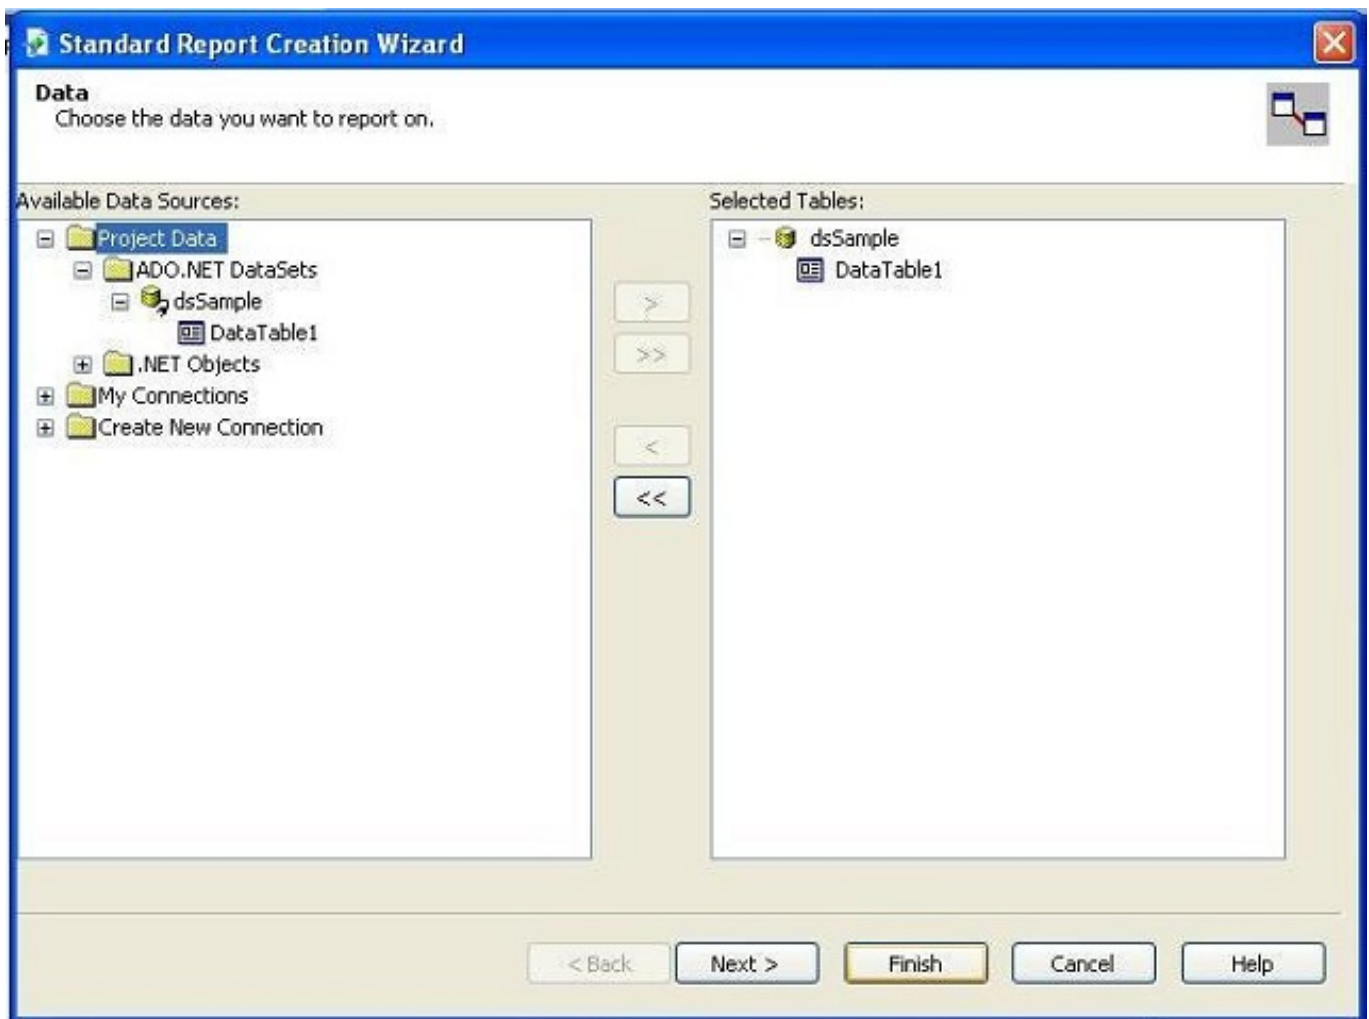 Standard Report Creation Wizard
Data
Choose the data you want to report on.
Available Data Sources:
Project Data
ADO.NET DataSets
dsSample
DataTable1
.NET Objects
My Connections
Create New Connection
>
>>
<
<<
Selected Tables:
dsSample
DataTable1
< Back
Next >
Finish
Cancel
Help